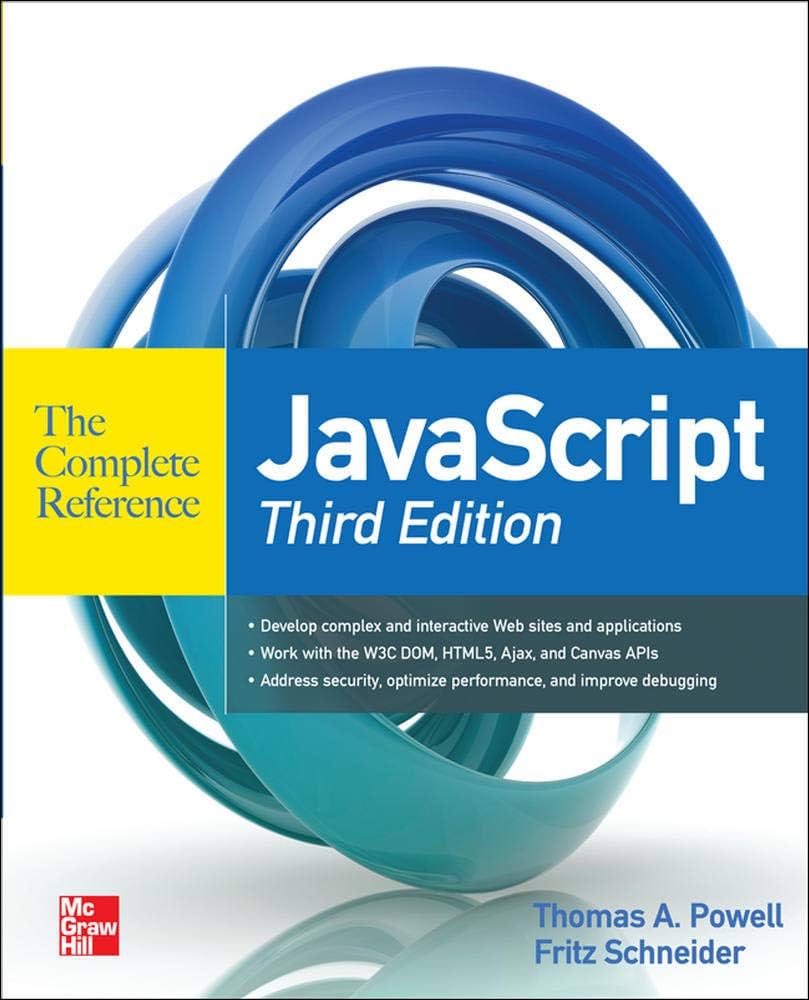 The
Complete
Reference
JavaScript
Third Edition
• Develop complex and interactive Web sites and applications
• Work with the W3C DOM, HTML5, Ajax, and Canvas APIs
• Address security, optimize performance, and improve debugging
Mc
Graw
Hill
Thomas A. Powell
Fritz Schneider